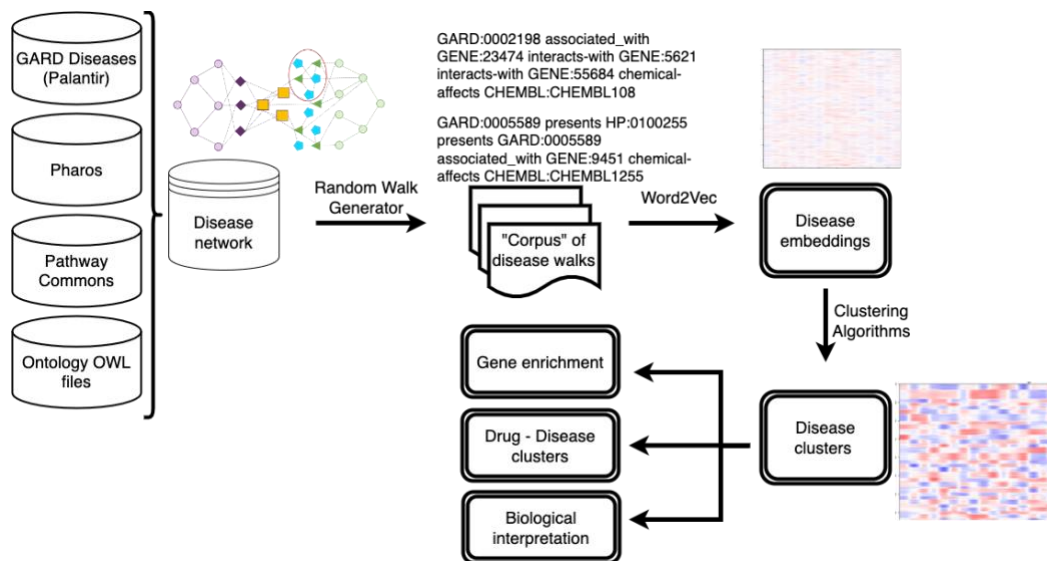 GARD Diseases
(Palantir)
Pharos
Pathway
Commons
Ontology OWL
files
Disease
network
Random Walk
Generator
GARD:0002198 associated_with
GENE:23474 interacts-with GENE:5621
interacts-with GENE:55684 chemical-
affects CHEMBL:CHEMBL108
GARD:0005589 presents HP:0100255
presents GARD:0005589
associated_with GENE:9451 chemical-
affects CHEMBL:CHEMBL1255
"Corpus" of
disease walks
Word2Vec
Disease
embeddings
Clustering
Algorithms
Disease
clusters
Gene enrichment
Drug - Disease
clusters
Biological
interpretation